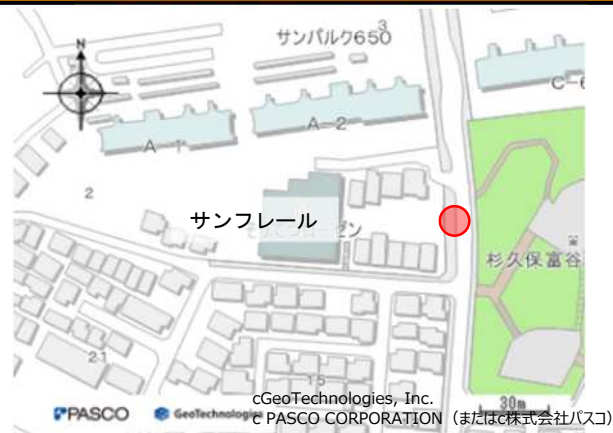 3
サンパルク650
N
C-6
A-1
A-2
2
サンフレール
杉久保富谷
21
15
cGeoTechnologies, Inc.
30m
PASCO
GeoTechnologies
c PASCO CORPORATION（またはc株式会社パスコ）